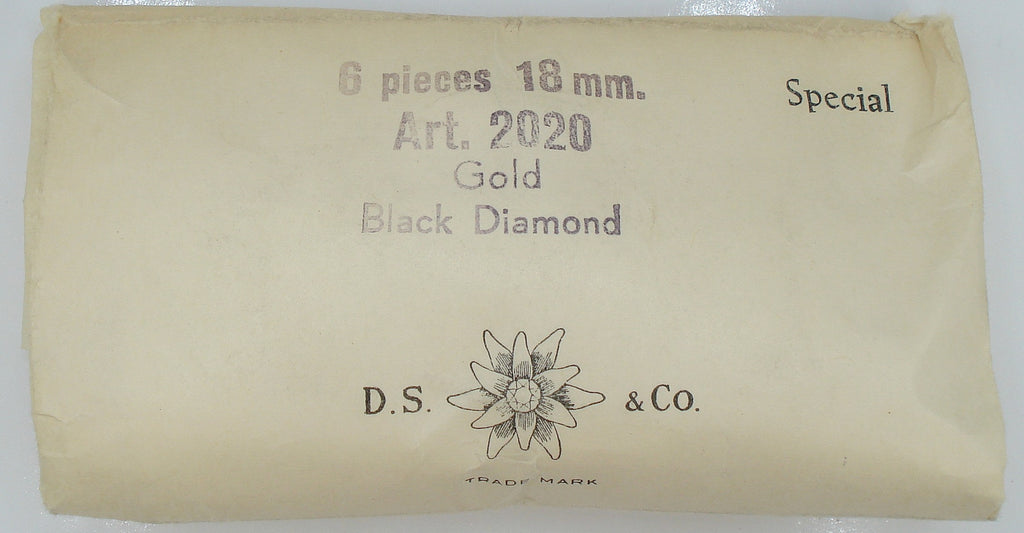 6 pieces 18 mm.
Art. 2020
Gold
Black Diamond
Special
D.S. & Co.
TRADE MARK